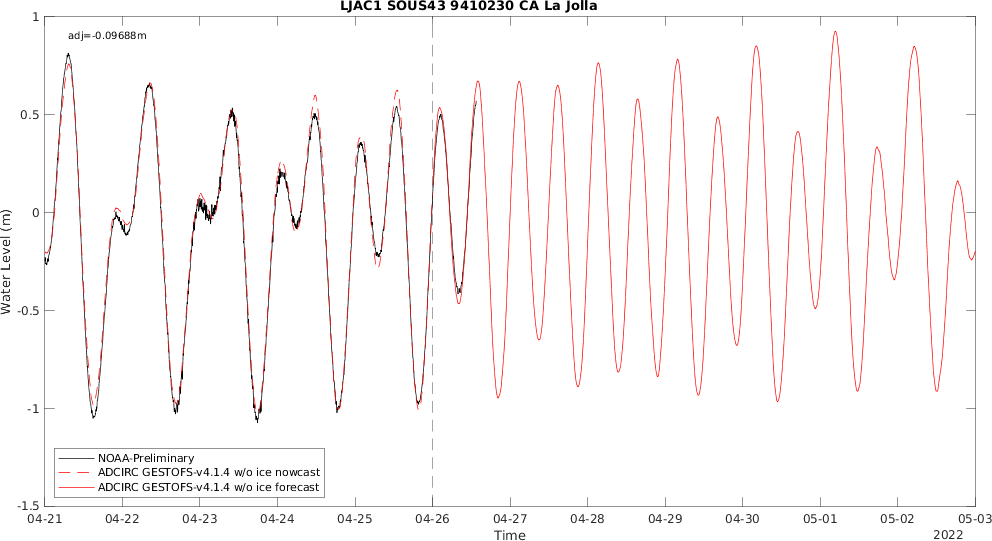 LJAC1 SOUS43 9410230 CA La Jolla
adj=-0.09688m
1
0.5
0
-0.5
-1
-1.5
Water Level (m)
NOAA-Preliminary
ADCIRC GESTOFS-v4.1.4 w/o ice nowcast
ADCIRC GESTOFS-v4.1.4 w/o ice forecast
04-21 04-22 04-23 04-24 04-25 04-26 04-27 04-28 04-29 04-30 05-01 05-02 05-03
Time
2022